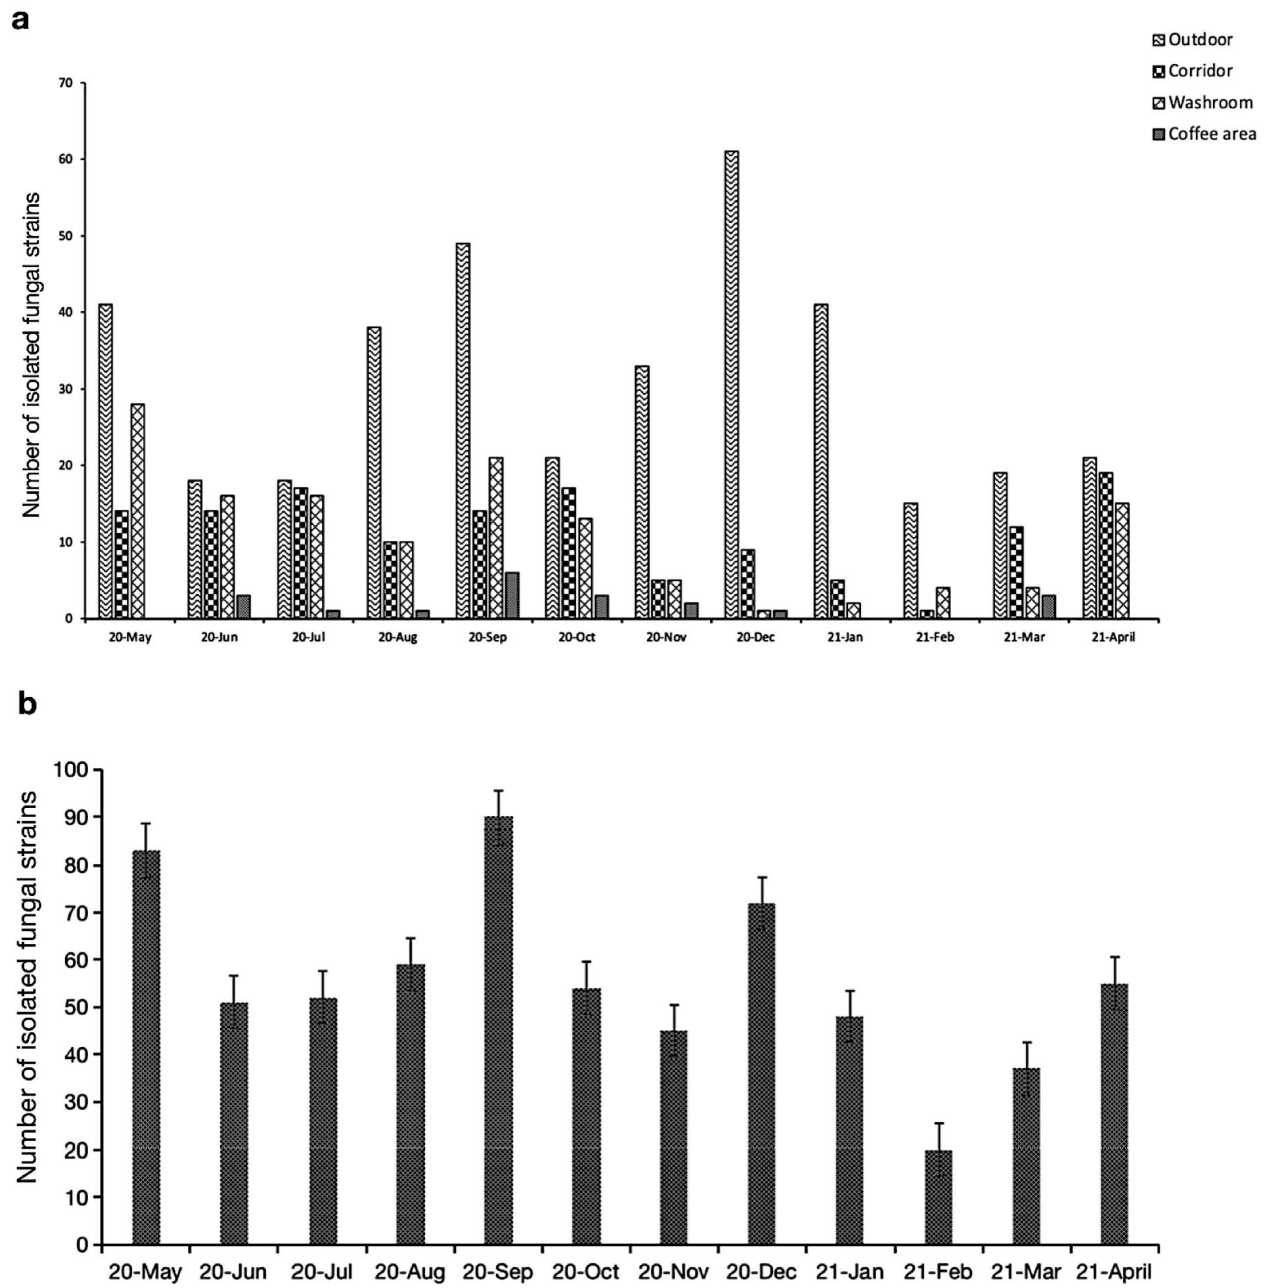 a
Outdoor
Corridor
Washroom
Coffee area
Number of isolated fungal strains
70
60
50
40
30
20
10
0
20-May 20-Jun 20-Jul 20-Aug 20-Sep 20-Oct 20-Nov 20-Dec 21-Jan 21-Feb 21-Mar 21-April
b
Number of isolated fungal strains
100
90
80
70
60
50
40
30
20
10
0
20-May 20-Jun 20-Jul 20-Aug 20-Sep 20-Oct 20-Nov 20-Dec 21-Jan 21-Feb 21-Mar 21-April